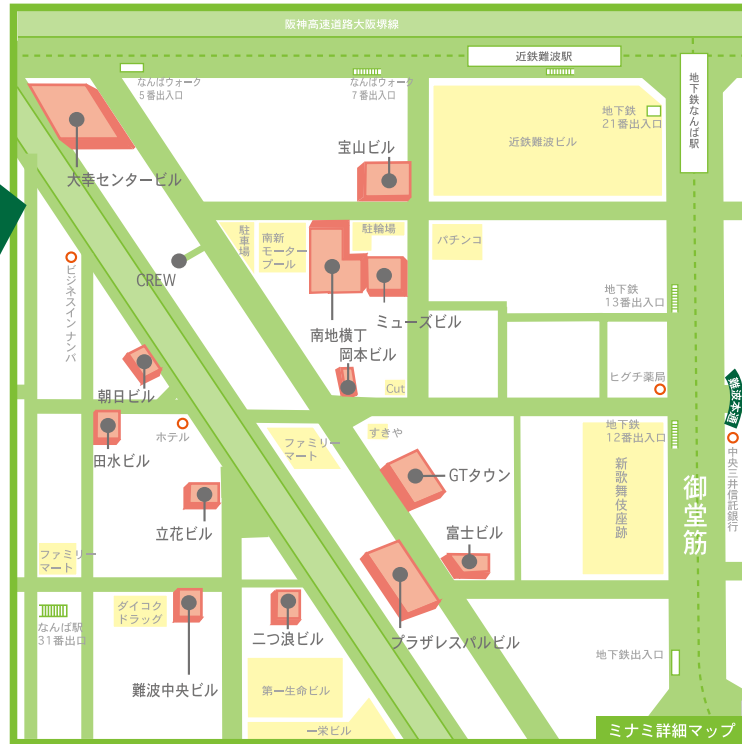 阪神高速道路大阪堺線
近鉄難波駅
なんばウォーク
5番出入口
なんばウォーク
7番出入口
地下鉄なんば駅
地下鉄
21番出入口
近鉄難波ビル
宝山ビル
大幸センタービル
駐車場
南新
モーター
プール
駐輪場
パチンコ
CREW
ビジネスインナンバ
南地横丁
ミューズビル
地下鉄
13番出入口
岡本ビル
Cut
ヒグチ薬局
難波本通
朝日ビル
ホテル
田水ビル
ファミリー
マート
すきや
地下鉄
12番出入口
中央三井信託銀行
新歌舞伎座跡
御堂筋
GTタウン
立花ビル
富士ビル
ファミリー
マート
ダイコク
ドラッグ
なんば駅
31番出口
二つ浪ビル
プラザレスパルビル
地下鉄出入口
難波中央ビル
第一生命ビル
一栄ビル
ミナミ詳細マップ